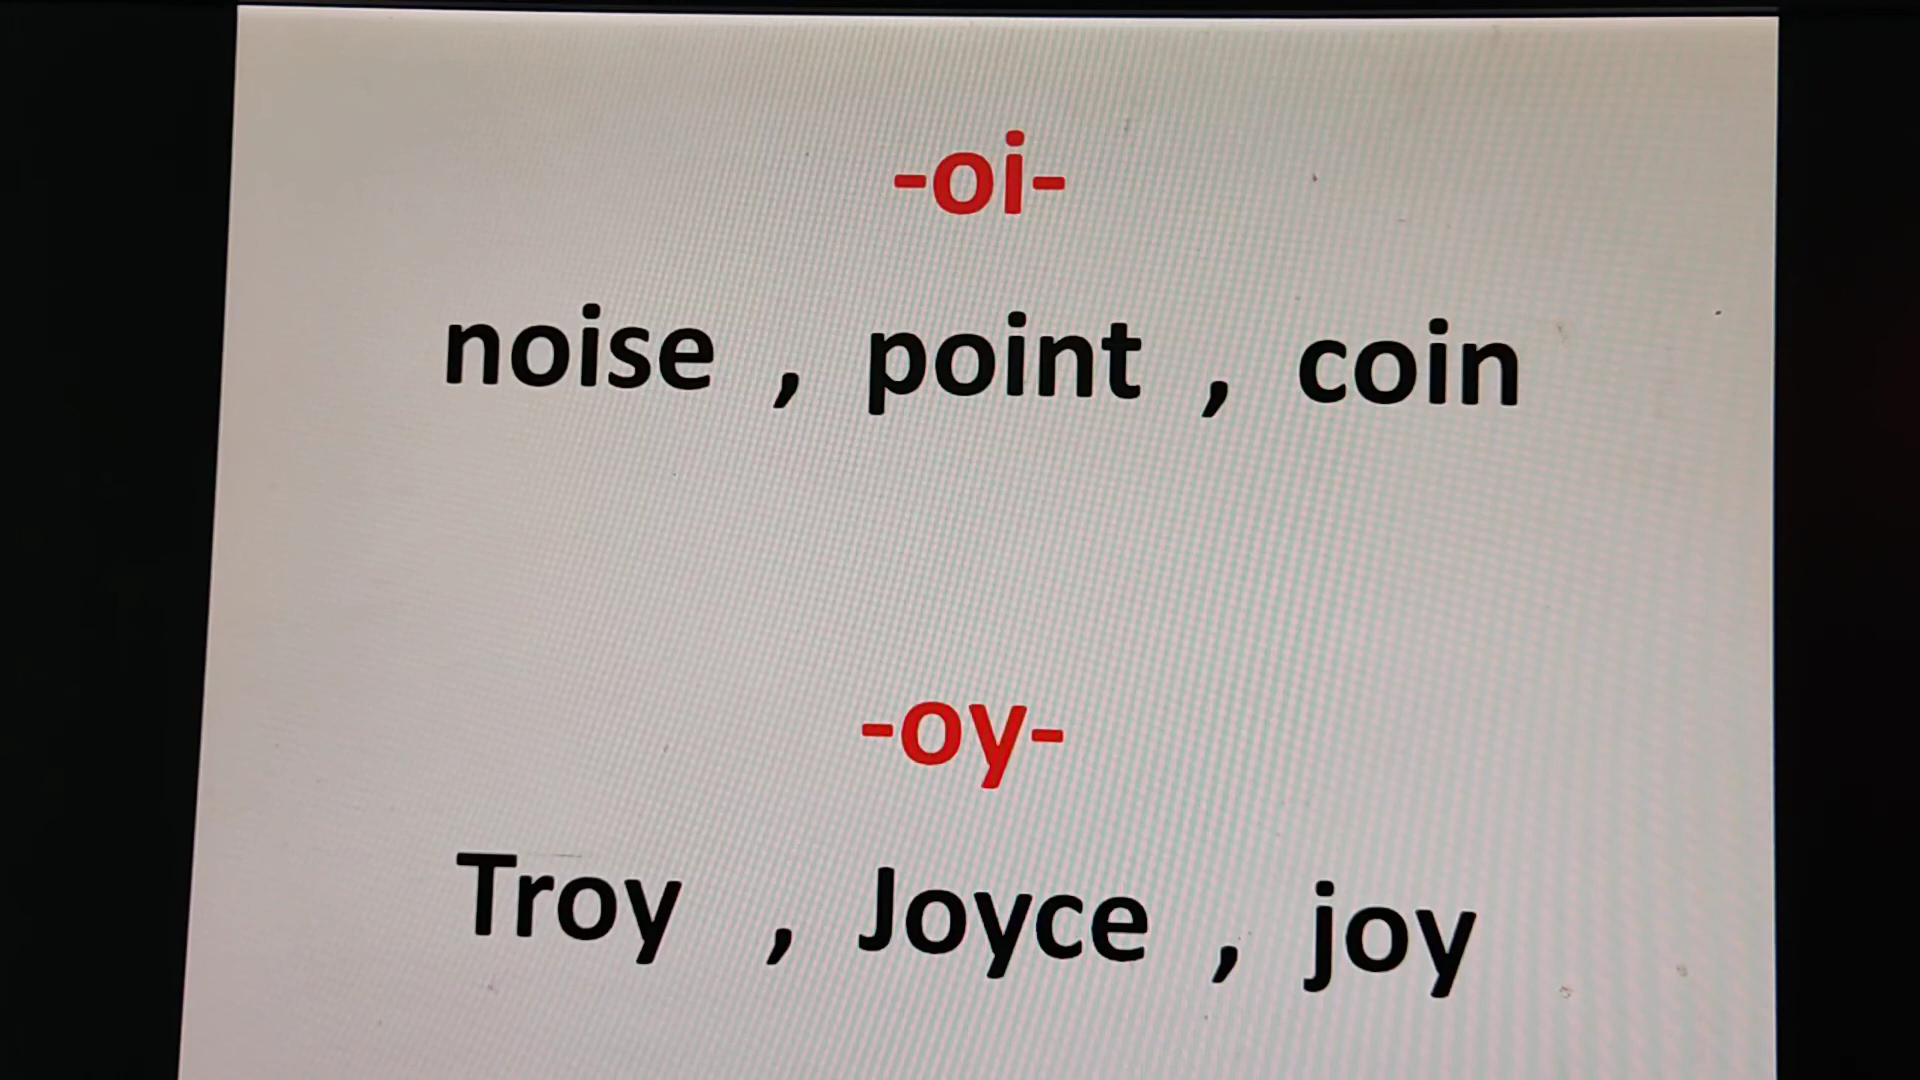 -oi-
noise , point , coin
-oy-
Troy , Joyce , joy